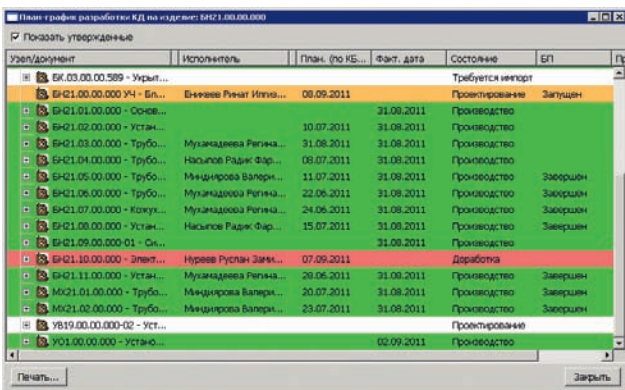 План-график разработки КД на изделие: БН21.00.00.000
Показать утвержденные
Узел/документ Исполнитель План. (по КБ... Факт. дата Состояние БП
БК.03.00.00.589 - Укрыт... Требуется импорт
БН21.00.00.000 УЧ - Бл... Еникеев Ринат Илгиз... 08.09.2011 Проектирование Запущен
БН21.01.00.000 - Основ... 31.08.2011 Производство
БН21.02.00.000 - Устан... 10.07.2011 31.08.2011 Производство
БН21.03.00.000 - Трубо... Мухамадеева Регина... 31.08.2011 31.08.2011 Производство
БН21.04.00.000 - Трубо... Насыпов Радик Фар... 08.07.2011 31.08.2011 Производство
БН21.05.00.000 - Трубо... Миндиярова Валери... 11.07.2011 31.08.2011 Производство Завершен
БН21.06.00.000 - Трубо... Мухамадеева Регина... 22.06.2011 31.08.2011 Производство Завершен
БН21.07.00.000 - Кожух... Мухамадеева Регина... 24.06.2011 31.08.2011 Производство Завершен
БН21.08.00.000 - Устан... Насыпов Радик Фар... 15.07.2011 31.08.2011 Производство Завершен
БН21.09.00.000-01 - Си... 31.08.2011 Производство
БН21.10.00.000 - Элект... Нуреев Руслан Зами... 07.09.2011 Доработка
БН21.11.00.000 - Устан... Мухамадеева Регина... 28.06.2011 31.08.2011 Производство Завершен
МХ21.01.00.000 - Трубо... Миндиярова Валери... 20.07.2011 31.08.2011 Производство Завершен
МХ21.02.00.000 - Трубо... Миндиярова Валери... 23.07.2011 31.08.2011 Производство Завершен
УВ19.00.00.000-02 - Уст... Проектирование
УО1.00.00.000 - Устано... 02.09.2011 Производство
Печать... Закрыть